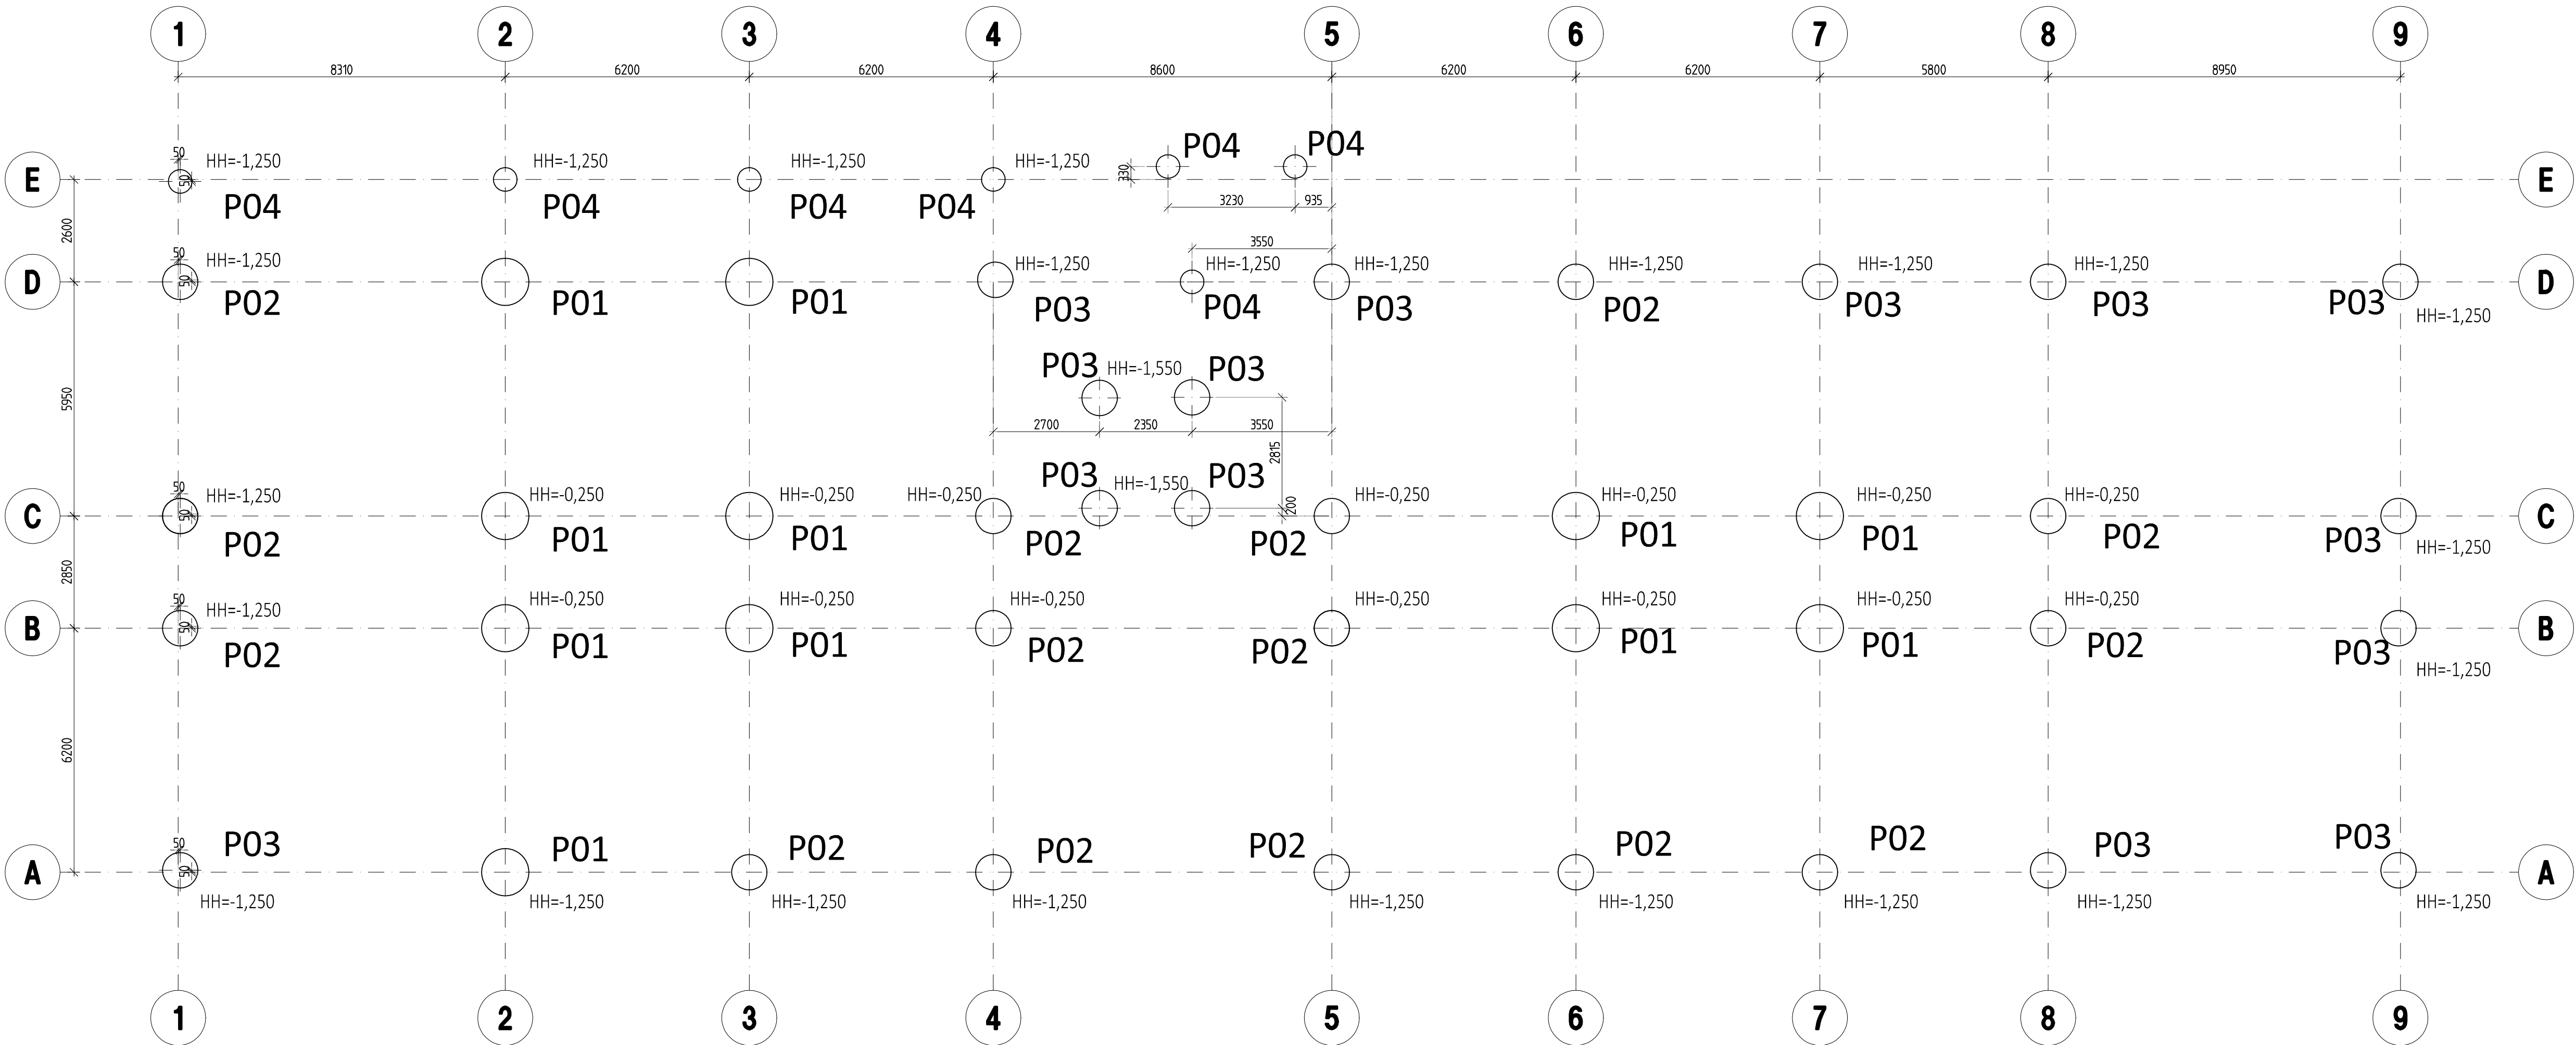 1 2 3 4 5 6 7 8 9
8310 6200 6200 8600 6200 6200 5800 8950
P04 P04
50 HH=-1,250 HH=-1,250 HH=-1,250 HH=-1,250
E 50 330 E
P04 P04 P04 P04 3230 935
2600
3550
50 HH=-1,250 HH=-1,250 HH=-1,250 HH=-1,250 HH=-1,250 HH=-1,250 HH=-1,250
D 50 D
P02 P01 P01 P03 P04 P03 P02 P03 P03 P03
HH=-1,250
P03 HH=-1,550 P03
5950
2700 2350 3550
2815
P03 HH=-1,550 P03
50 HH=-1,250 HH=-0,250 HH=-0,250 HH=-0,250 HH=-0,250 HH=-0,250 HH=-0,250 HH=-0,250
200
C 50 C
P02 P01 P01 P02 P02 P01 P01 P02 P03
HH=-1,250
2850
50 HH=-1,250 HH=-0,250 HH=-0,250 HH=-0,250 HH=-0,250 HH=-0,250 HH=-0,250 HH=-0,250
B 50 B
P02 P01 P01 P02 P02 P01 P01 P02 P03
HH=-1,250
6200
50 P03 P01 P02 P02 P02 P02 P02 P03 P03
A 50 A
HH=-1,250 HH=-1,250 HH=-1,250 HH=-1,250 HH=-1,250 HH=-1,250 HH=-1,250 HH=-1,250 HH=-1,250
1 2 3 4 5 6 7 8 9